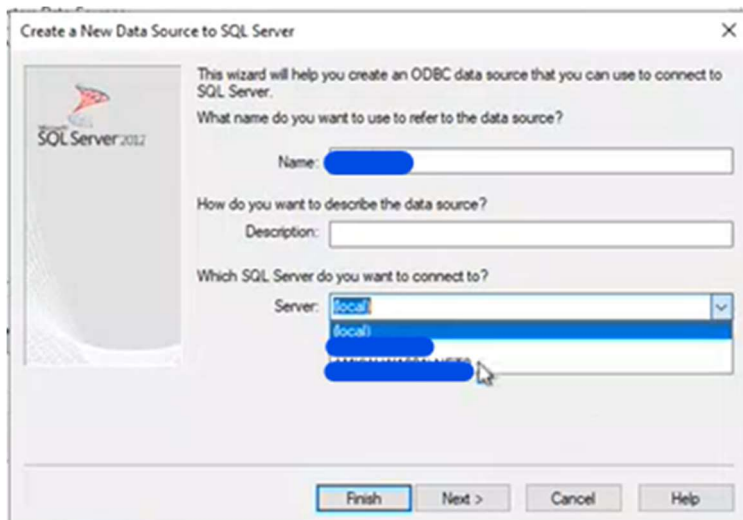 Create a New Data Source to SQL Server
This wizard will help you create an ODBC data source that you can use to connect to
SQL Server.
What name do you want to use to refer to the data source?
Microsoft
SQL Server 2012
Name:
How do you want to describe the data source?
Description:
Which SQL Server do you want to connect to?
Server: (local)
(local)
Finish Next > Cancel Help